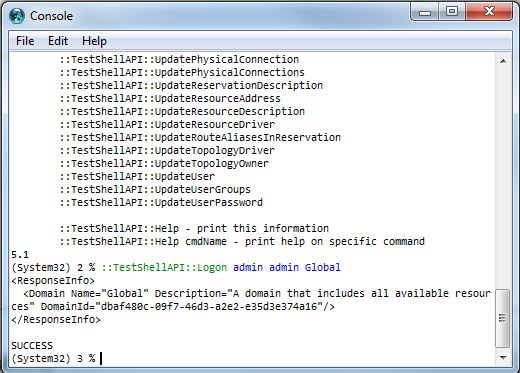 Console
File Edit Help
::TestShellAPI::UpdatePhysicalConnection
::TestShellAPI::UpdatePhysicalConnections
::TestShellAPI::UpdateReservationDescription
::TestShellAPI::UpdateResourceAddress
::TestShellAPI::UpdateResourceDescription
::TestShellAPI::UpdateResourceDriver
::TestShellAPI::UpdateRouteAliasesInReservation
::TestShellAPI::UpdateTopologyDriver
::TestShellAPI::UpdateTopologyOwner
::TestShellAPI::UpdateUser
::TestShellAPI::UpdateUserGroups
::TestShellAPI::UpdateUserPassword
::TestShellAPI::Help - print this information
::TestShellAPI::Help cmdName - print help on specific command
5.1
(System32) 2 % ::TestShellAPI::Logon admin admin Global
<ResponseInfo>
<Domain Name="Global" Description="A domain that includes all available resour
ces" DomainId="dbaf480c-09f7-46d3-a2e2-e35d3e374a16"/>
</ResponseInfo>
SUCCESS
(System32) 3 %